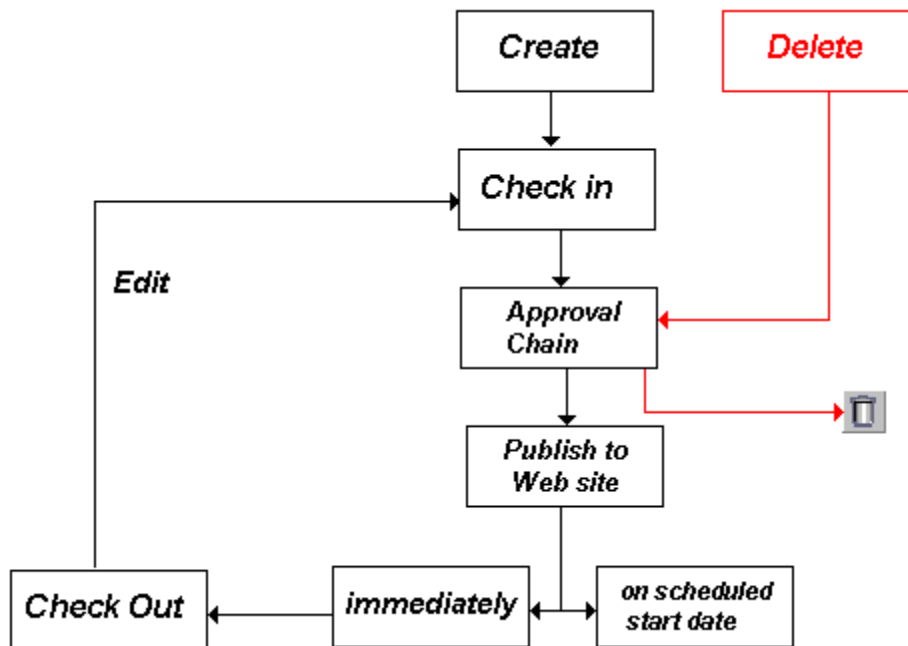 Create
Delete
Check in
Edit
Approval
Chain
Publish to
Web site
Check Out
immediately
on scheduled
start date